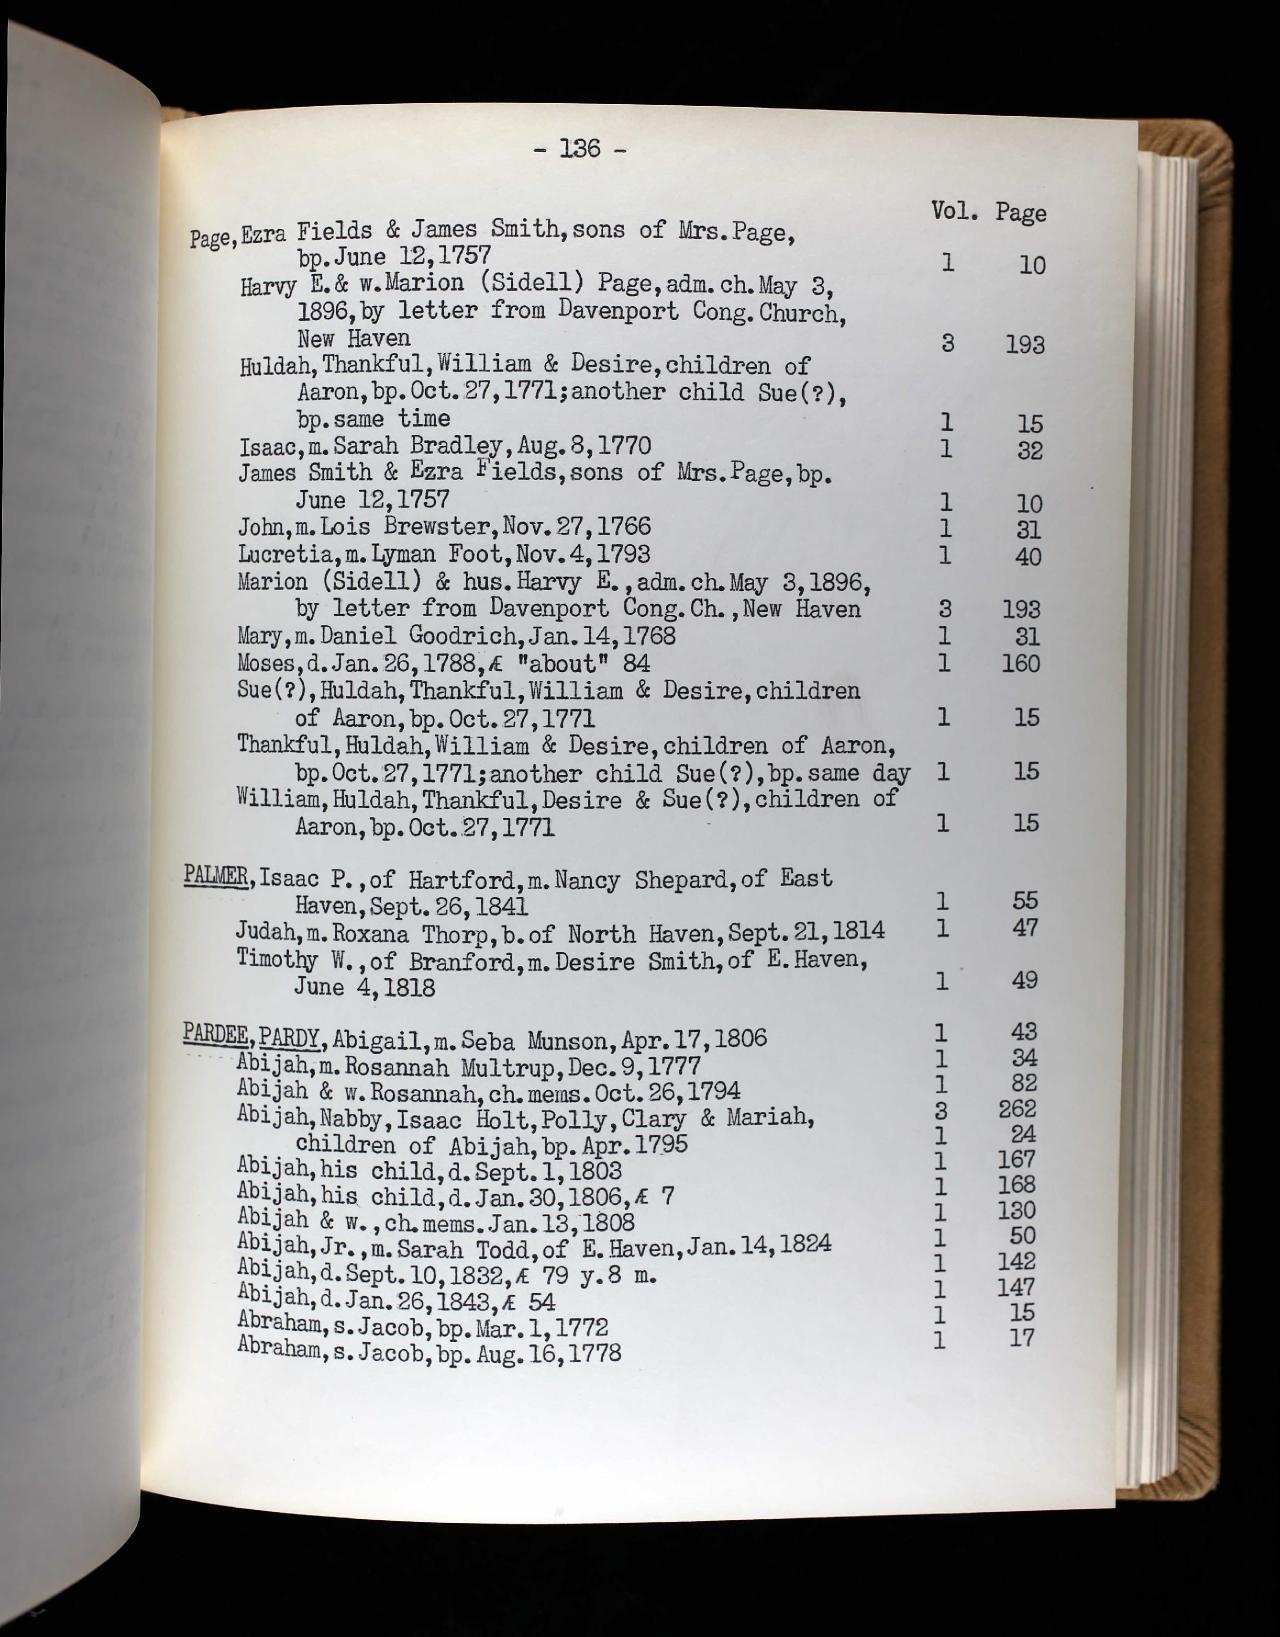 - 136 -
Vol. Page
Page, Ezra Fields & James Smith, sons of Mrs. Page,
bp. June 12, 1757 1 10
Harvy E. & w. Marion (Sidell) Page, adm. ch. May 3,
1896, by letter from Davenport Cong. Church,
New Haven 3 193
Huldah, Thankful, William & Desire, children of
Aaron, bp. Oct. 27, 1771; another child Sue(?),
bp. same time 1 15
Isaac, m. Sarah Bradley, Aug. 8, 1770 1 32
James Smith & Ezra Fields, sons of Mrs. Page, bp.
June 12, 1757 1 10
John, m. Lois Brewster, Nov. 27, 1766 1 31
Lucretia, m. Lyman Foot, Nov. 4, 1793 1 40
Marion (Sidell) & hus. Harvy E., adm. ch. May 3, 1896,
by letter from Davenport Cong. Ch., New Haven 3 193
Mary, m. Daniel Goodrich, Jan. 14, 1768 1 31
Moses, d. Jan. 26, 1788, Æ "about" 84 1 160
Sue(?), Huldah, Thankful, William & Desire, children
of Aaron, bp. Oct. 27, 1771 1 15
Thankful, Huldah, William & Desire, children of Aaron,
bp. Oct. 27, 1771; another child Sue(?), bp. same day 1 15
William, Huldah, Thankful, Desire & Sue(?), children of
Aaron, bp. Oct. 27, 1771 1 15
PALMER, Isaac P., of Hartford, m. Nancy Shepard, of East
Haven, Sept. 26, 1841 1 55
Judah, m. Roxana Thorp, b. of North Haven, Sept. 21, 1814 1 47
Timothy W., of Branford, m. Desire Smith, of E. Haven,
June 4, 1818 1 49
PARDEE, PARDY, Abigail, m. Seba Munson, Apr. 17, 1806 1 43
Abijah, m. Rosannah Multrup, Dec. 9, 1777 1 34
Abijah & w. Rosannah, ch. mems. Oct. 26, 1794 1 82
Abijah, Nabby, Isaac Holt, Polly, Clary & Mariah, 3 262
children of Abijah, bp. Apr. 1795 1 24
Abijah, his child, d. Sept. 1, 1803 1 167
Abijah, his child, d. Jan. 30, 1806, Æ 7 1 168
Abijah & w., ch. mems. Jan. 13, 1808 1 130
Abijah, Jr., m. Sarah Todd, of E. Haven, Jan. 14, 1824 1 50
Abijah, d. Sept. 10, 1832, Æ 79 y. 8 m. 1 142
Abijah, d. Jan. 26, 1843, Æ 54 1 147
Abraham, s. Jacob, bp. Mar. 1, 1772 1 15
Abraham, s. Jacob, bp. Aug. 16, 1778 1 17